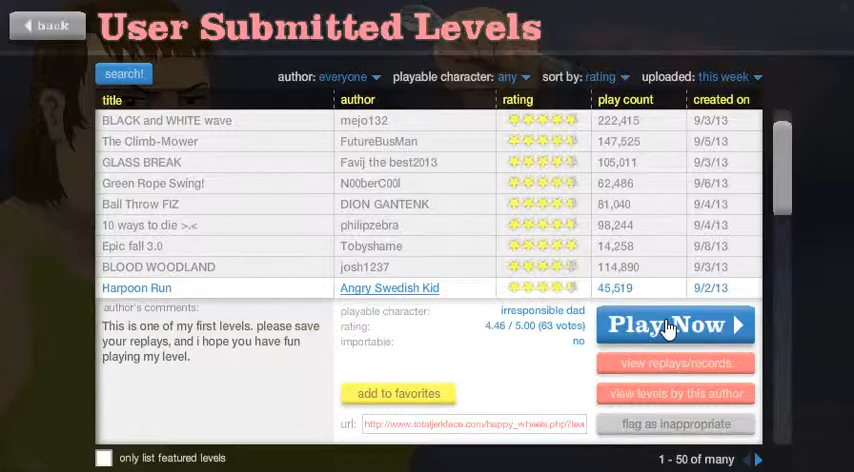 back
User Submitted Levels
search!
author: everyone playable character: any sort by: rating uploaded: this week
title author rating play count created on
BLACK and WHITE wave mejo132 222,415 9/3/13
The Climb-Mower FutureBusMan 147,525 9/5/13
GLASS BREAK Favij the best2013 105,011 9/3/13
Green Rope Swing! N00berC00l 62,486 9/6/13
Ball Throw FIZ DION GANTENK 81,040 9/4/13
10 ways to die >.< philipzebra 98,244 9/4/13
Epic fall 3.0 Tobyshame 14,258 9/8/13
BLOOD WOODLAND josh1237 114,890 9/3/13
Harpoon Run Angry Swedish Kid 45,519 9/2/13
author's comments:
This is one of my first levels. please save
your replays, and i hope you have fun
playing my level.
playable character: irresponsible dad
rating: 4.46 / 5.00 (63 votes)
importable: no
add to favorites
url: http://www.totaljerkface.com/happy_wheels.php?lev
Play Now
view replays/records
view levels by this author
flag as inappropriate
only list featured levels
1 - 50 of many